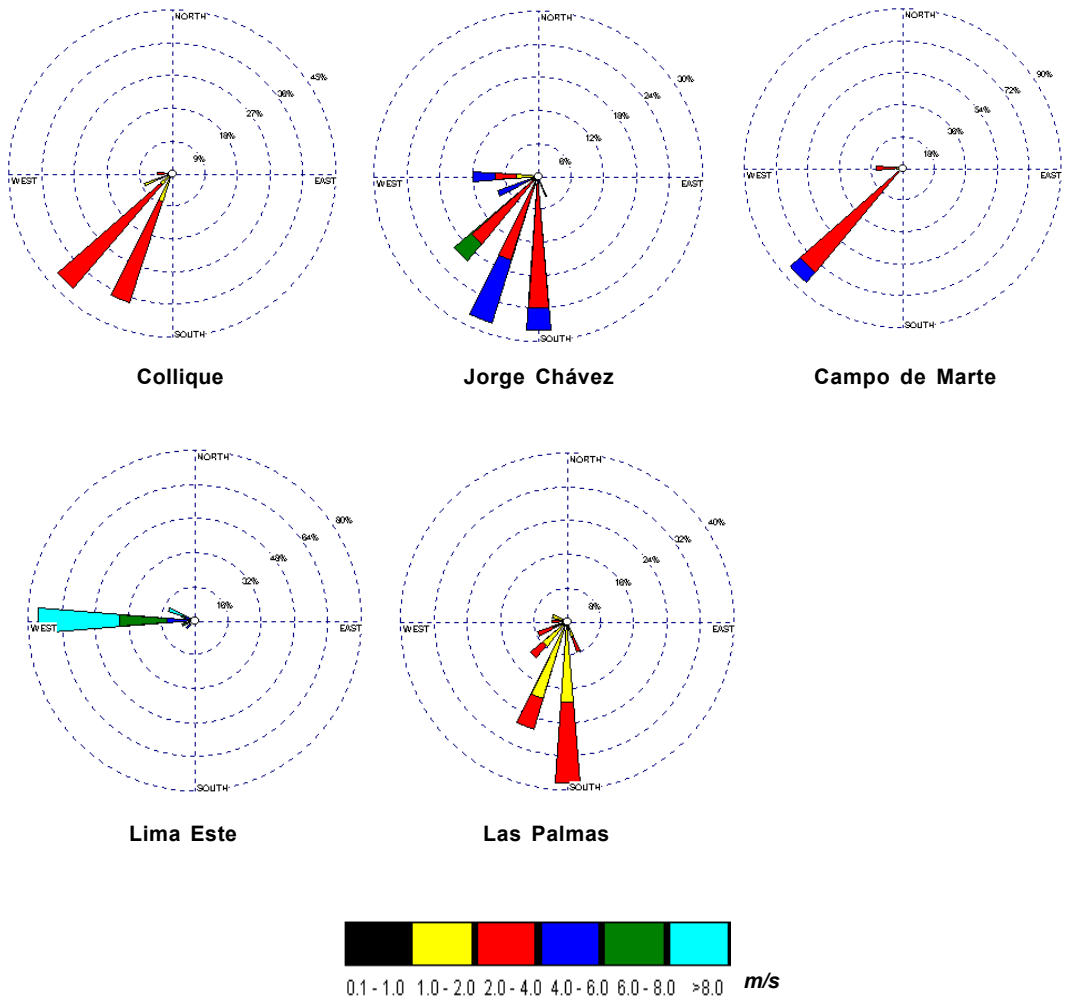 NORTH
45%
36%
27%
18%
9%
WEST
EAST
SOUTH
Collique
NORTH
30%
24%
18%
12%
6%
WEST
EAST
SOUTH
Jorge Chávez
NORTH
90%
72%
54%
36%
18%
WEST
EAST
SOUTH
Campo de Marte
NORTH
80%
64%
48%
32%
16%
WEST
EAST
SOUTH
Lima Este
NORTH
40%
32%
24%
16%
8%
WEST
EAST
SOUTH
Las Palmas
0.1 - 1.0 1.0 - 2.0 2.0 - 4.0 4.0 - 6.0 6.0 - 8.0 >8.0 m/s